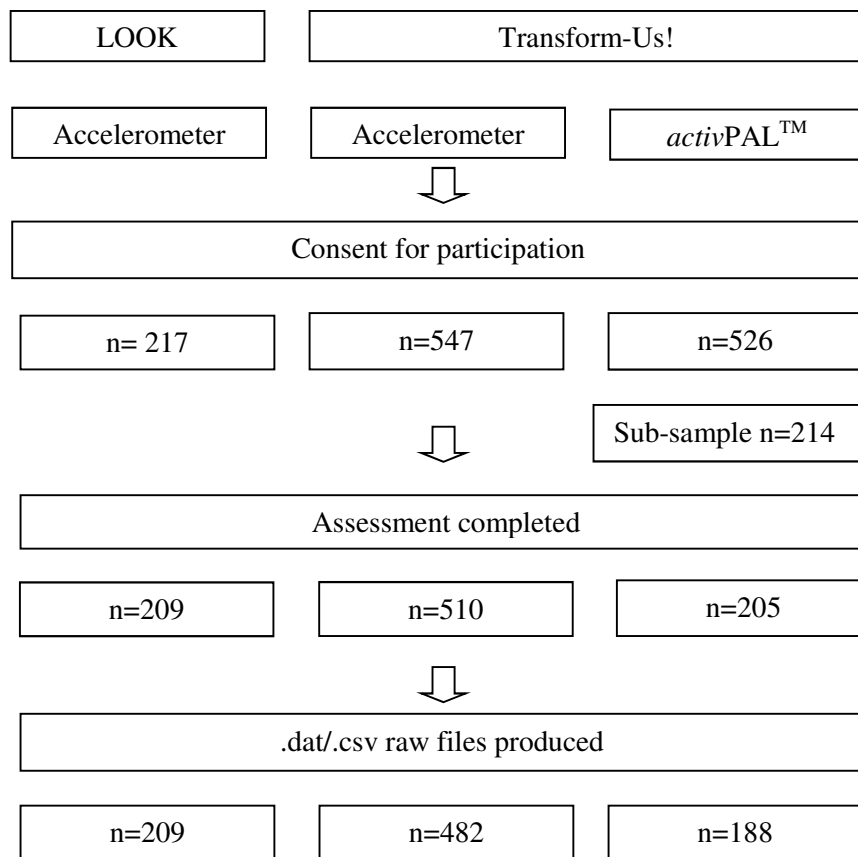 LOOK
Transform-Us!
Accelerometer
Accelerometer
activPAL™
Consent for participation
n= 217
n=547
n=526
Sub-sample n=214
Assessment completed
n=209
n=510
n=205
.dat/.csv raw files produced
n=209
n=482
n=188